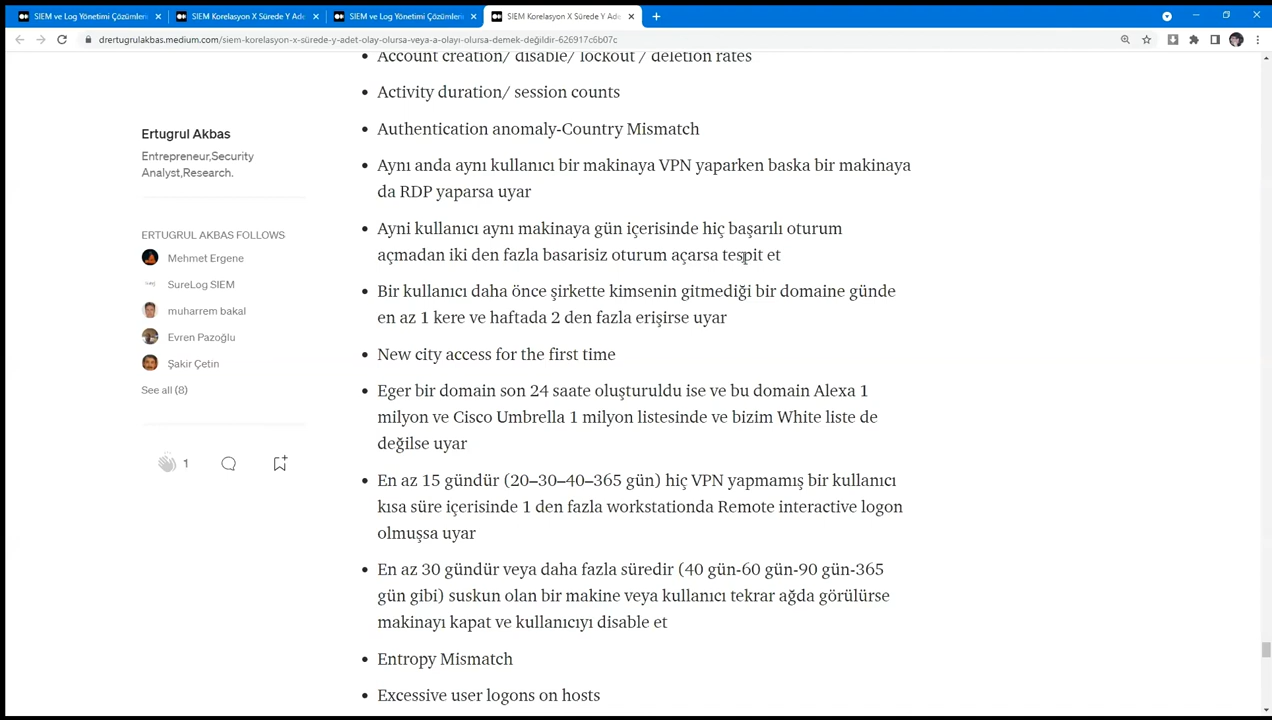 SIEM ve Log Yönetimi Çözümleri
SIEM Korelasyon X Sürede Y Ade
SIEM ve Log Yönetimi Çözümleri
SIEM Korelasyon X Sürede Y Ade
drertugrulakbas.medium.com/siem-korelasyon-x-sürede-y-adet-olay-olursa-veya-a-olayı-olursa-demek-değildir-626917c6b07c
Account creation/ disable/ lockout / deletion rates
Activity duration/ session counts
Authentication anomaly-Country Mismatch
Aynı anda aynı kullanıcı bir makinaya VPN yaparken baska bir makinaya
da RDP yaparsa uyar
Ayni kullanıcı aynı makinaya gün içerisinde hiç başarılı oturum
açmadan iki den fazla basarisiz oturum açarsa tespit et
Bir kullanıcı daha önce şirkette kimsenin gitmediği bir domaine günde
en az 1 kere ve haftada 2 den fazla erişirse uyar
New city access for the first time
Eger bir domain son 24 saate oluşturuldu ise ve bu domain Alexa 1
milyon ve Cisco Umbrella 1 milyon listesinde ve bizim White liste de
değilse uyar
En az 15 gündür (20–30–40–365 gün) hiç VPN yapmamış bir kullanıcı
kısa süre içerisinde 1 den fazla workstationda Remote interactive logon
olmuşsa uyar
En az 30 gündür veya daha fazla süredir (40 gün-60 gün-90 gün-365
gün gibi) suskun olan bir makine veya kullanıcı tekrar ağda görülürse
makinayı kapat ve kullanıcıyı disable et
Entropy Mismatch
Excessive user logons on hosts
Ertugrul Akbas
Entrepreneur,Security
Analyst,Research.
ERTUGRUL AKBAS FOLLOWS
Mehmet Ergene
SureLog SIEM
muharrem bakal
Evren Pazoğlu
Şakir Çetin
See all (8)
1